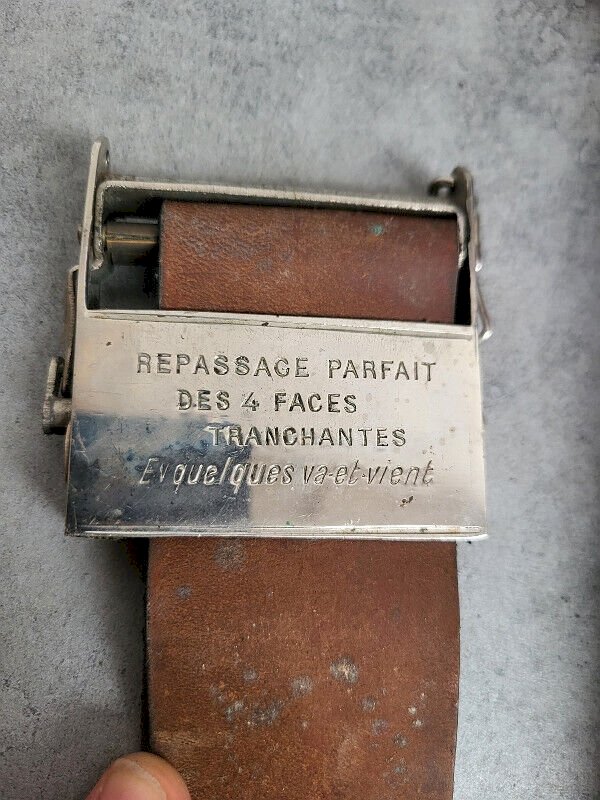 REPASSAGE PARFAIT
DES 4 FACES
TRANCHANTES
En quelques va-et-vient